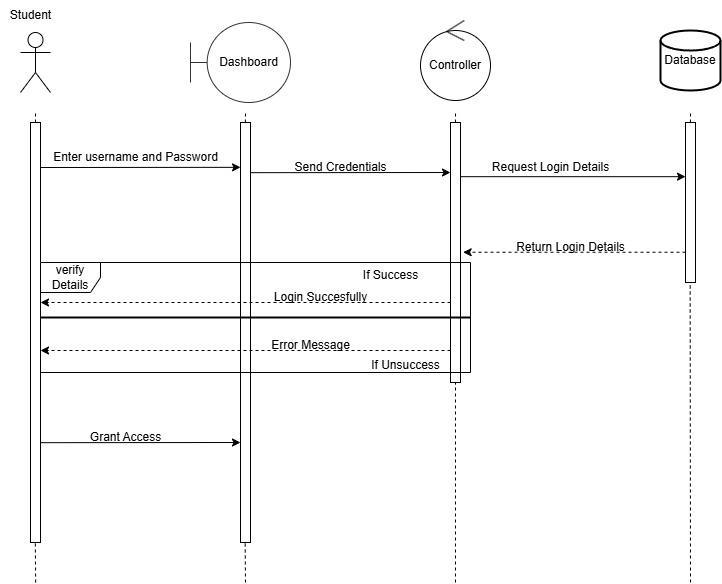 Student
Dashboard
Controller
Database
Enter username and Password
Send Credentials
Request Login Details
Return Login Details
verify
Details
If Success
Login Succesfully
Error Message
If Unsuccess
Grant Access